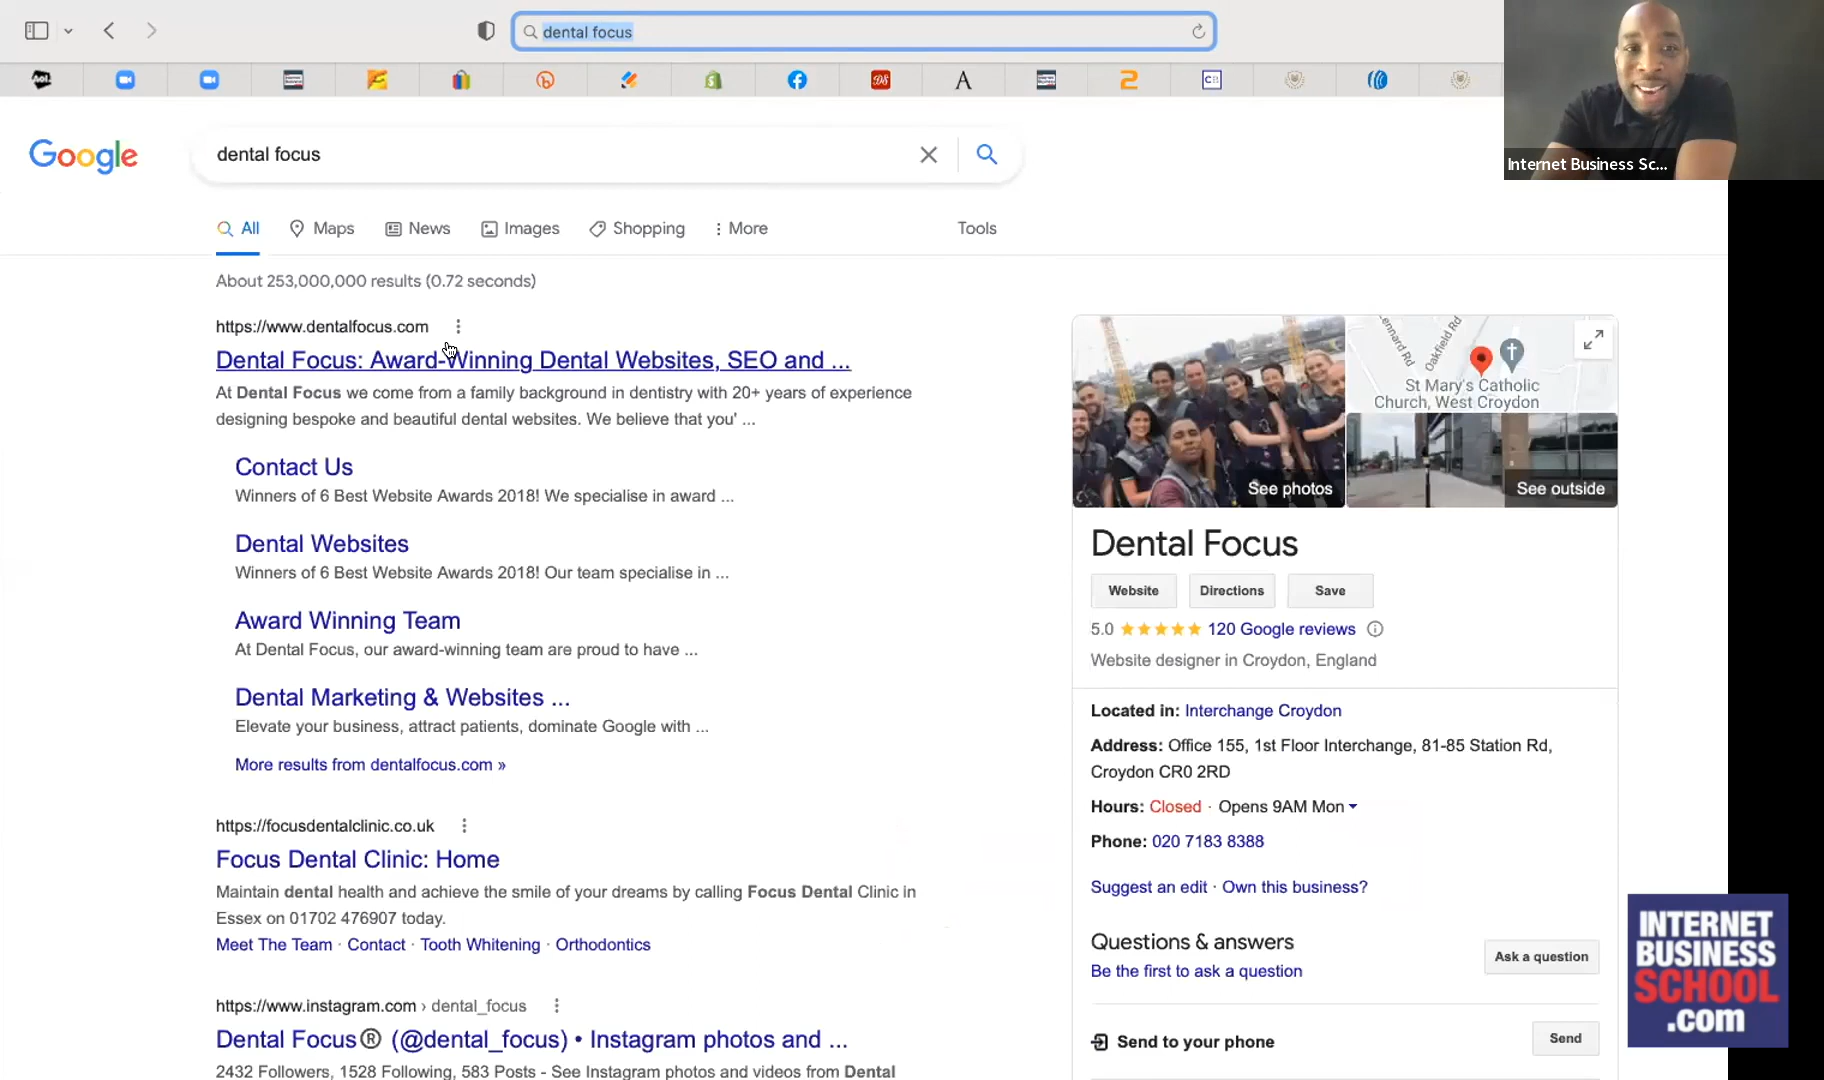 dental focus
AOL
DS
A
2
CB
Internet Business Sc...
Google
dental focus
All
Maps
News
Images
Shopping
More
Tools
About 253,000,000 results (0.72 seconds)
https://www.dentalfocus.com
Dental Focus: Award-Winning Dental Websites, SEO and ...
At Dental Focus we come from a family background in dentistry with 20+ years of experience
designing bespoke and beautiful dental websites. We believe that you' ...
Contact Us
Winners of 6 Best Website Awards 2018! We specialise in award ...
Dental Websites
Winners of 6 Best Website Awards 2018! Our team specialise in ...
Award Winning Team
At Dental Focus, our award-winning team are proud to have ...
Dental Marketing & Websites ...
Elevate your business, attract patients, dominate Google with ...
More results from dentalfocus.com »
https://focusdentalclinic.co.uk
Focus Dental Clinic: Home
Maintain dental health and achieve the smile of your dreams by calling Focus Dental Clinic in
Essex on 01702 476907 today.
Meet The Team · Contact · Tooth Whitening · Orthodontics
https://www.instagram.com › dental_focus
Dental Focus® (@dental_focus) • Instagram photos and ...
2432 Followers, 1528 Following, 583 Posts - See Instagram photos and videos from Dental
ennard Rd
Oakfield Rd
St Mary's Catholic
Church, West Croydon
See photos
See outside
Dental Focus
Website
Directions
Save
5.0 ★★★★★ 120 Google reviews
Website designer in Croydon, England
Located in: Interchange Croydon
Address: Office 155, 1st Floor Interchange, 81-85 Station Rd,
Croydon CR0 2RD
Hours: Closed · Opens 9AM Mon
Phone: 020 7183 8388
Suggest an edit · Own this business?
Questions & answers
Be the first to ask a question
Ask a question
Send to your phone
Send
INTERNET
BUSINESS
SCHOOL
.com